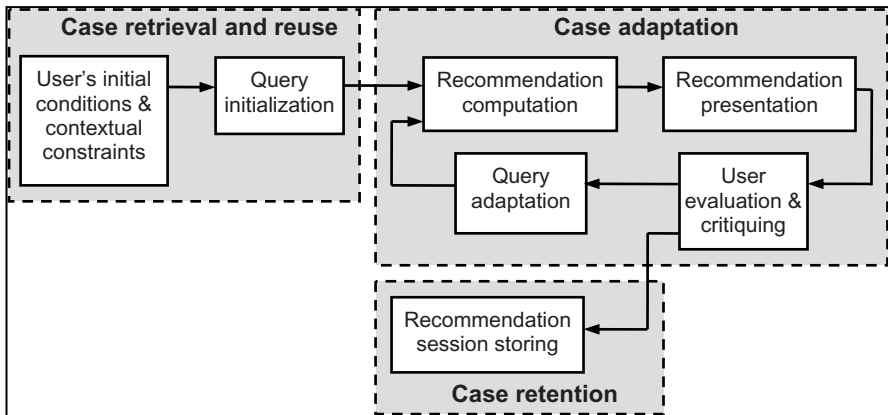 Case retrieval and reuse
User's initial
conditions &
contextual
constraints
Query
initialization
Case adaptation
Recommendation
computation
Recommendation
presentation
Query
adaptation
User
evaluation &
critiquing
Recommendation
session storing
Case retention